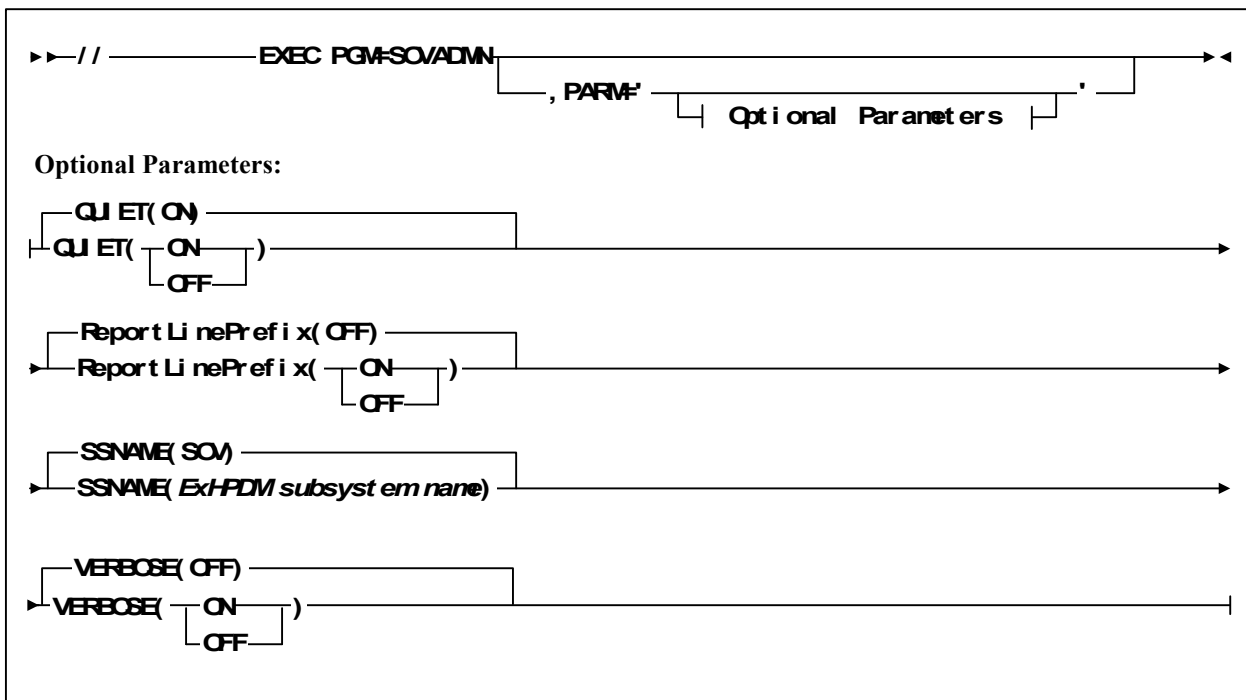 // EXEC PGM=SOVADMN
, PARM=' Optional Parameters '
Optional Parameters:
QUIET(ON)
QUIET( ON )
OFF
ReportLinePrefix(OFF)
ReportLinePrefix( ON )
OFF
SSNAME(SOV)
SSNAME(ExHPDM subsystem name)
VERBOSE(OFF)
VERBOSE( ON )
OFF